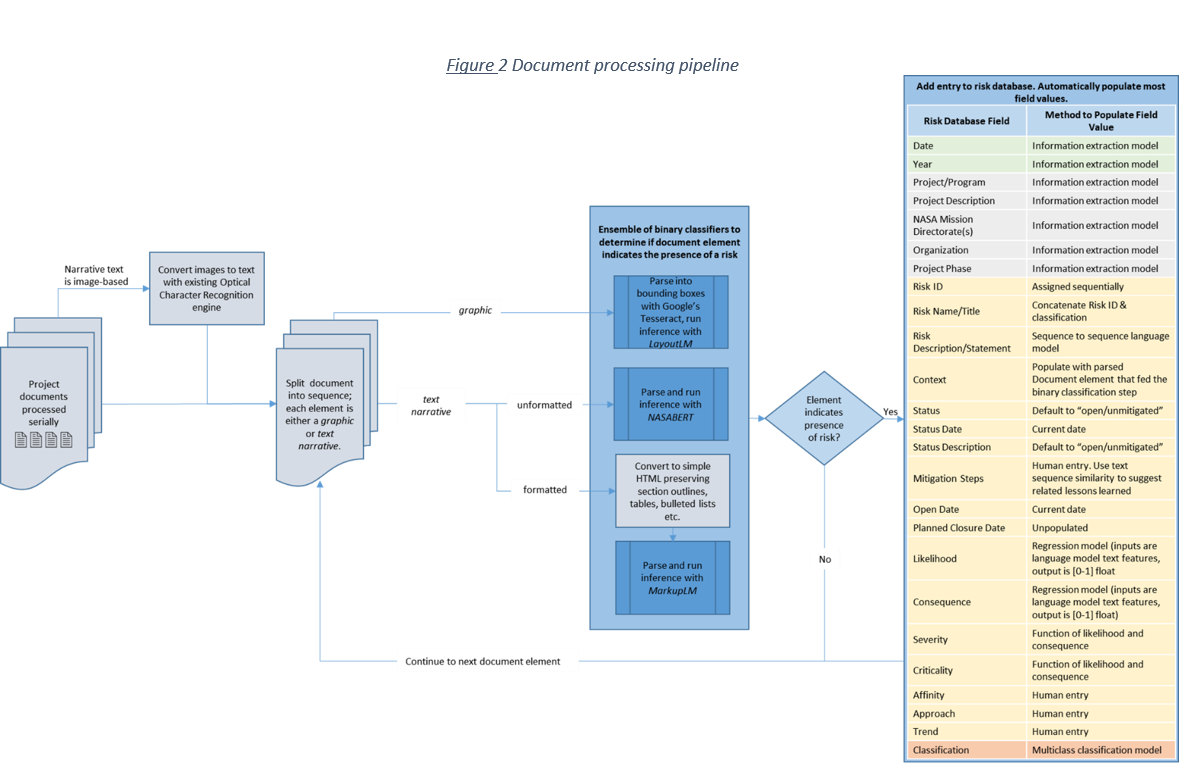 Figure 2 Document processing pipeline
Narrative text
is image-based
Convert images to text
with existing Optical
Character Recognition
engine
Project
documents
processed
serially
Split document
into sequence;
each element is
either a graphic
or text
narrative.
graphic
text
narrative
unformatted
formatted
Ensemble of binary classifiers to
determine if document element
indicates the presence of a risk
Parse into
bounding boxes
with Google's
Tesseract, run
inference with
LayoutLM
Parse and run
inference with
NASABERT
Convert to simple
HTML preserving
section outlines,
tables, bulleted lists
etc.
Parse and run
inference with
MarkupLM
Element
indicates
presence
of risk?
Yes
No
Continue to next document element
Add entry to risk database. Automatically populate most
field values.
Risk Database Field
Method to Populate Field
Value
Date
Information extraction model
Year
Information extraction model
Project/Program
Information extraction model
Project Description
Information extraction model
NASA Mission
Directorate(s)
Information extraction model
Organization
Information extraction model
Project Phase
Information extraction model
Risk ID
Assigned sequentially
Risk Name/Title
Concatenate Risk ID &
classification
Risk
Description/Statement
Sequence to sequence language
model
Context
Populate with parsed
Document element that fed the
binary classification step
Status
Default to "open/unmitigated"
Status Date
Current date
Status Description
Default to "open/unmitigated"
Mitigation Steps
Human entry. Use text
sequence similarity to suggest
related lessons learned
Open Date
Current date
Planned Closure Date
Unpopulated
Likelihood
Regression model (inputs are
language model text features,
output is [0-1] float
Consequence
Regression model (inputs are
language model text features,
output is [0-1] float)
Severity
Function of likelihood and
consequence
Criticality
Function of likelihood and
consequence
Affinity
Human entry
Approach
Human entry
Trend
Human entry
Classification
Multiclass classification model